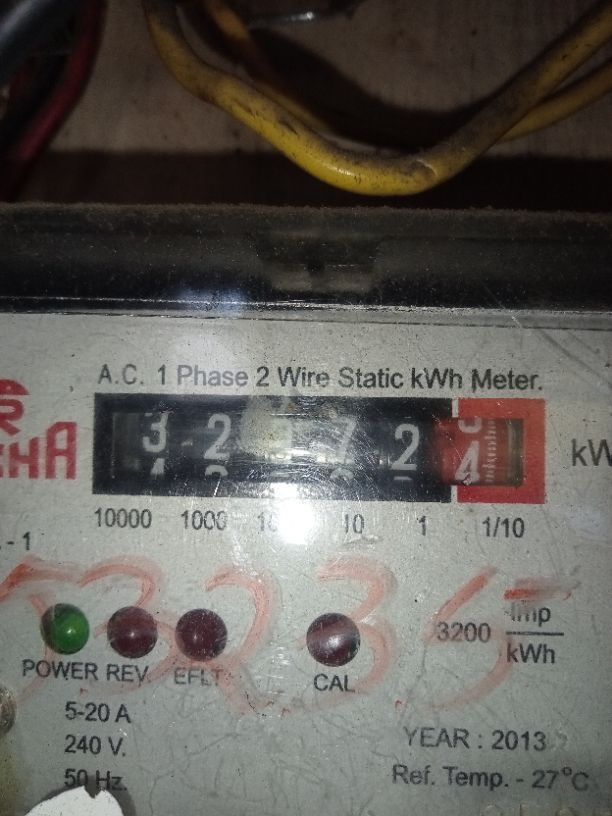 A.C. 1 Phase 2 Wire Static kWh Meter.
3 2 7 2 4
10000 1000 10 1 1/10
- 1
3200 Imp/kWh
POWER REV EFLT CAL
5-20 A
240 V.
50 Hz.
YEAR : 2013
Ref. Temp. - 27°C